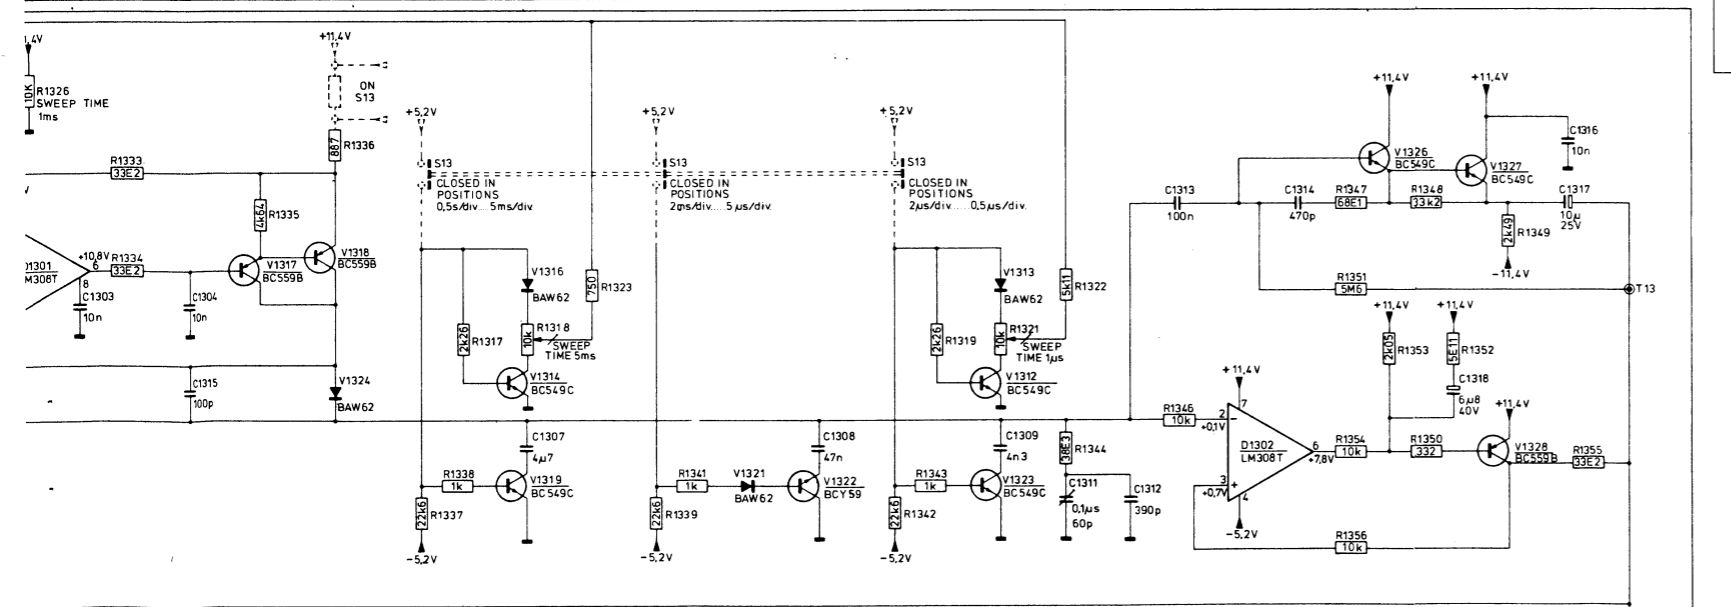 1,4V
10K
R1326
SWEEP TIME
1ms
+11,4V
ON
S13
887
R1336
R1333
33E2
V
4k64
R1335
D1301
LM308T
+10,8V
6
8
R1334
33E2
C1303
10n
C1304
10n
V1317
BC559B
V1318
BC559B
C1315
100p
V1324
BAW62
+5,2V
S13
CLOSED IN
POSITIONS
0,5s/div....5ms/div.
V1316
BAW62
750
R1323
2k26
R1317
10k
R1318
SWEEP
TIME 5ms
V1314
BC549C
C1307
4µ7
R1338
1k
V1319
BC549C
22k6
R1337
-5,2V
+5,2V
S13
CLOSED IN
POSITIONS
2ms/div.....5µs/div.
C1308
47n
R1341
1k
V1321
BAW62
V1322
BCY59
22k6
R1339
-5,2V
+5,2V
S13
CLOSED IN
POSITIONS
2µs/div......0,5µs/div.
V1313
BAW62
5k11
R1322
2k26
R1319
10k
R1321
SWEEP
TIME 1µs
V1312
BC549C
C1309
4n3
R1343
1k
V1323
BC549C
22k6
R1342
-5,2V
38E3
R1344
C1311
0,1µs
60p
C1312
390p
+11,4V
+11,4V
C1316
10n
V1326
BC549C
V1327
BC549C
C1313
100n
C1314
470p
R1347
68E1
R1348
33k2
C1317
10µ
25V
2k49
R1349
-11,4V
R1351
5M6
T13
+11,4V
+11,4V
2k05
R1353
5E11
R1352
C1318
6µ8
40V
+11,4V
7
R1346
10k
2
+0,1V
-
D1302
LM308T
6
+7,8V
R1354
10k
R1350
332
+11,4V
V1328
BC559B
R1355
33E2
3
+0,7V
+
4
-5,2V
R1356
10k